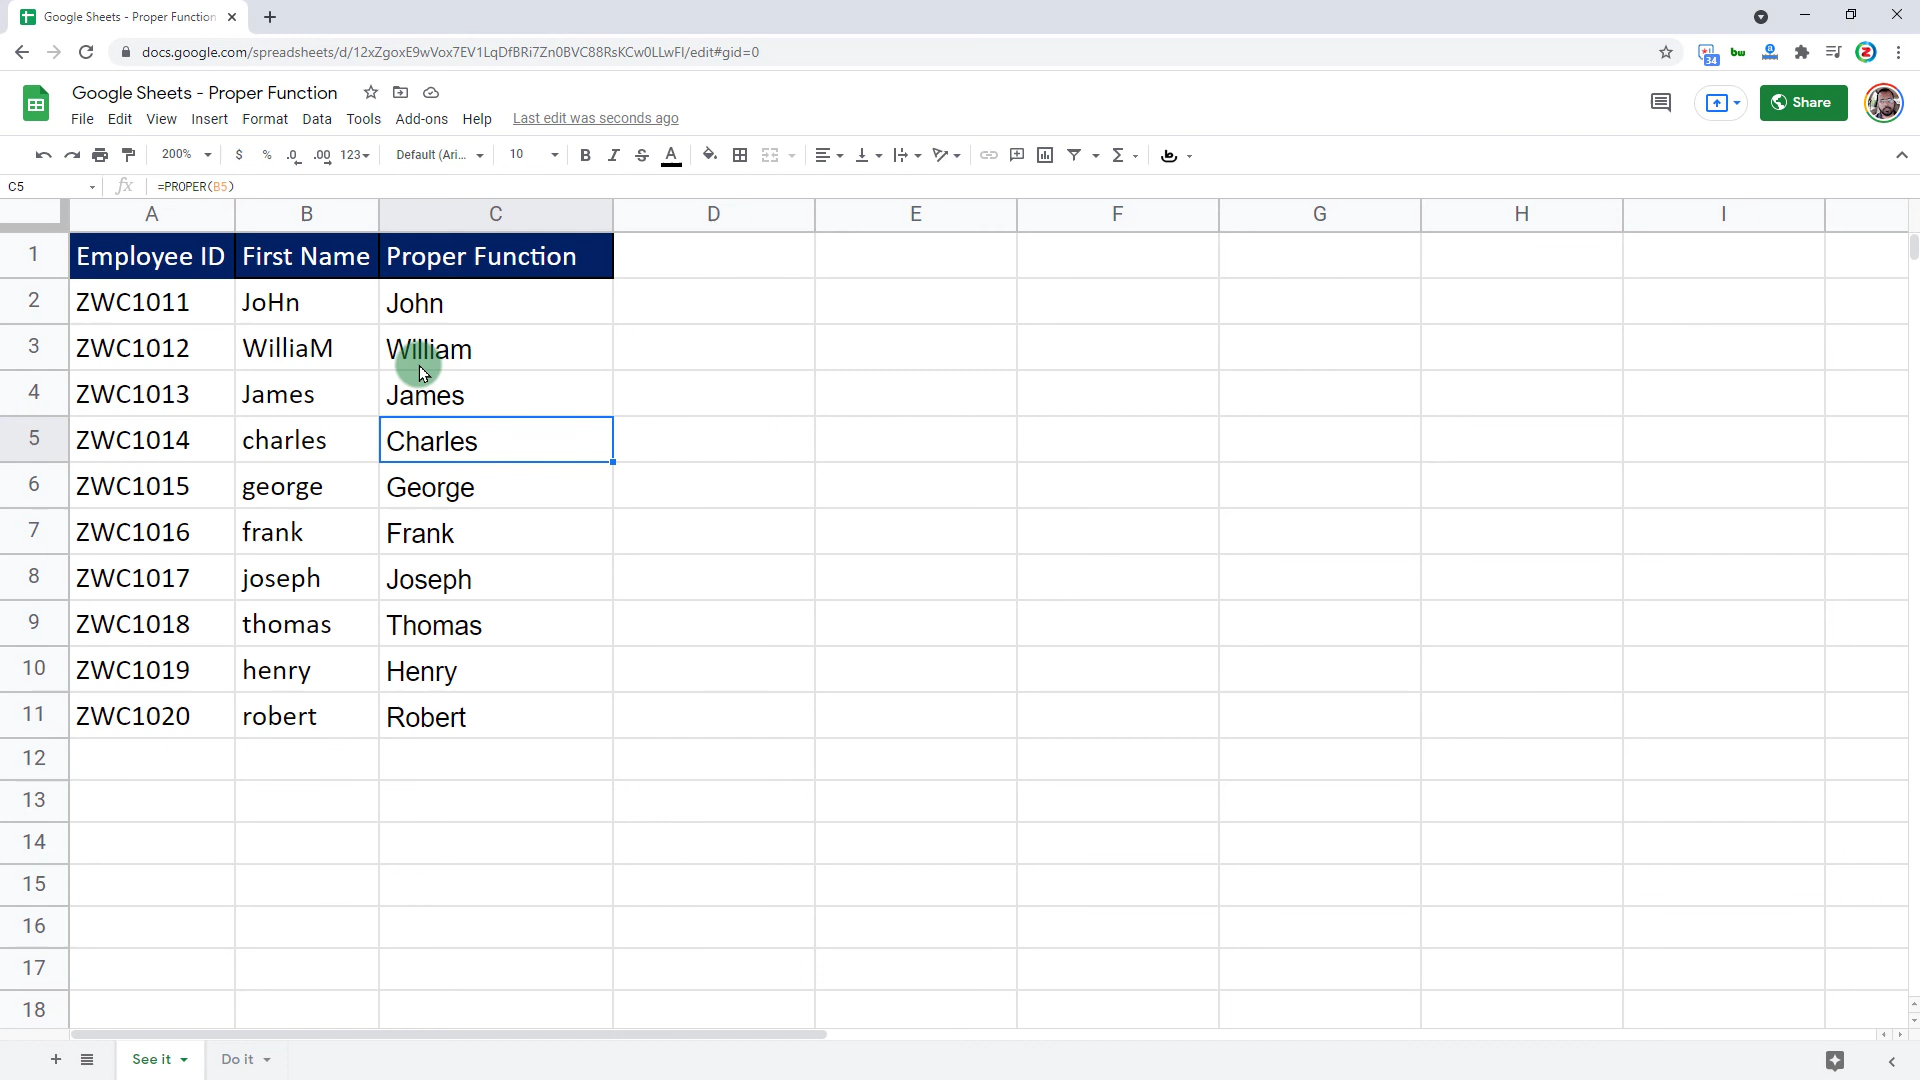 Google Sheets - Proper Function
docs.google.com/spreadsheets/d/12xZgoxE9wVox7EV1LqDfBRi7Zn0BVC88RsKCw0LLwFI/edit#gid=0
34
bw
Google Sheets - Proper Function
File Edit View Insert Format Data Tools Add-ons Help Last edit was seconds ago
Share
200% $ % .0 .00 123 Default (Ari... 10 B I S A Σ
C5 fx =PROPER(B5)
A B C D E F G H I
1 Employee ID First Name Proper Function
2 ZWC1011 JoHn John
3 ZWC1012 WilliaM William
4 ZWC1013 James James
5 ZWC1014 charles Charles
6 ZWC1015 george George
7 ZWC1016 frank Frank
8 ZWC1017 joseph Joseph
9 ZWC1018 thomas Thomas
10 ZWC1019 henry Henry
11 ZWC1020 robert Robert
12
13
14
15
16
17
18
See it Do it